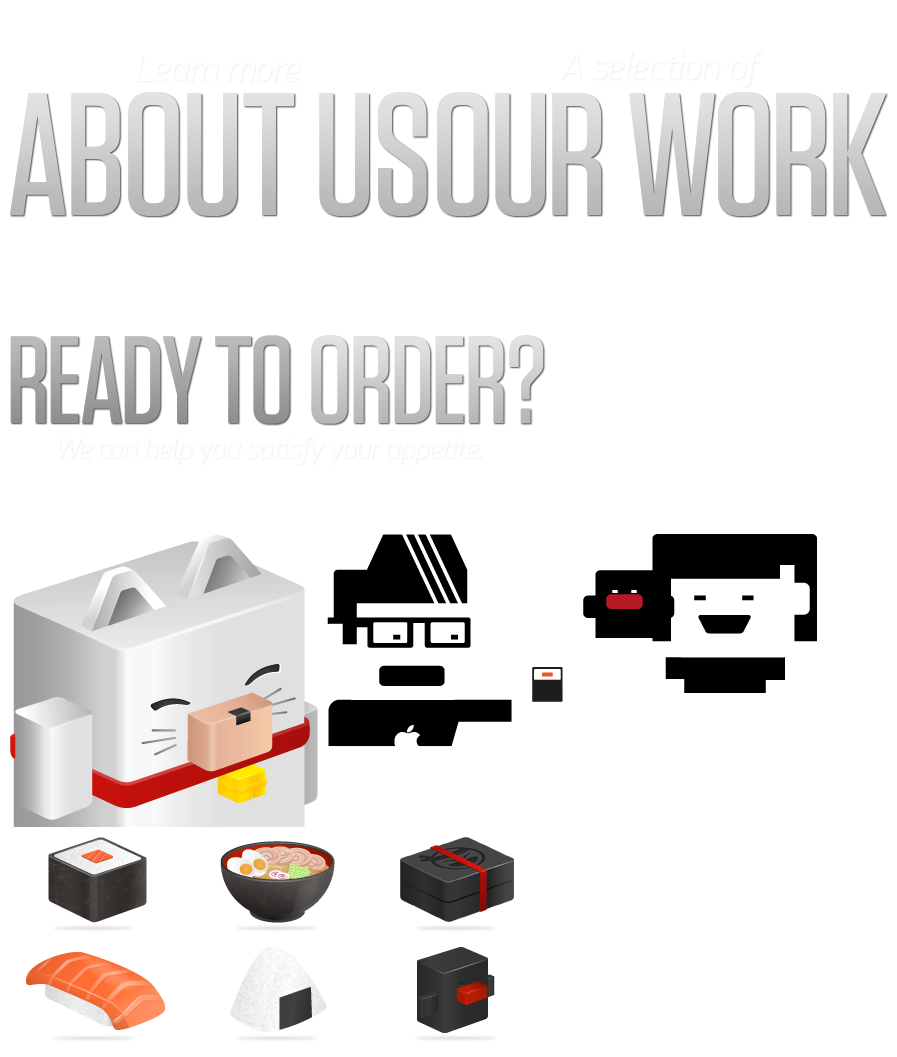 Learn more A selection of
ABOUT US OUR WORK
READY TO ORDER?
We can help you satisfy your appetite.